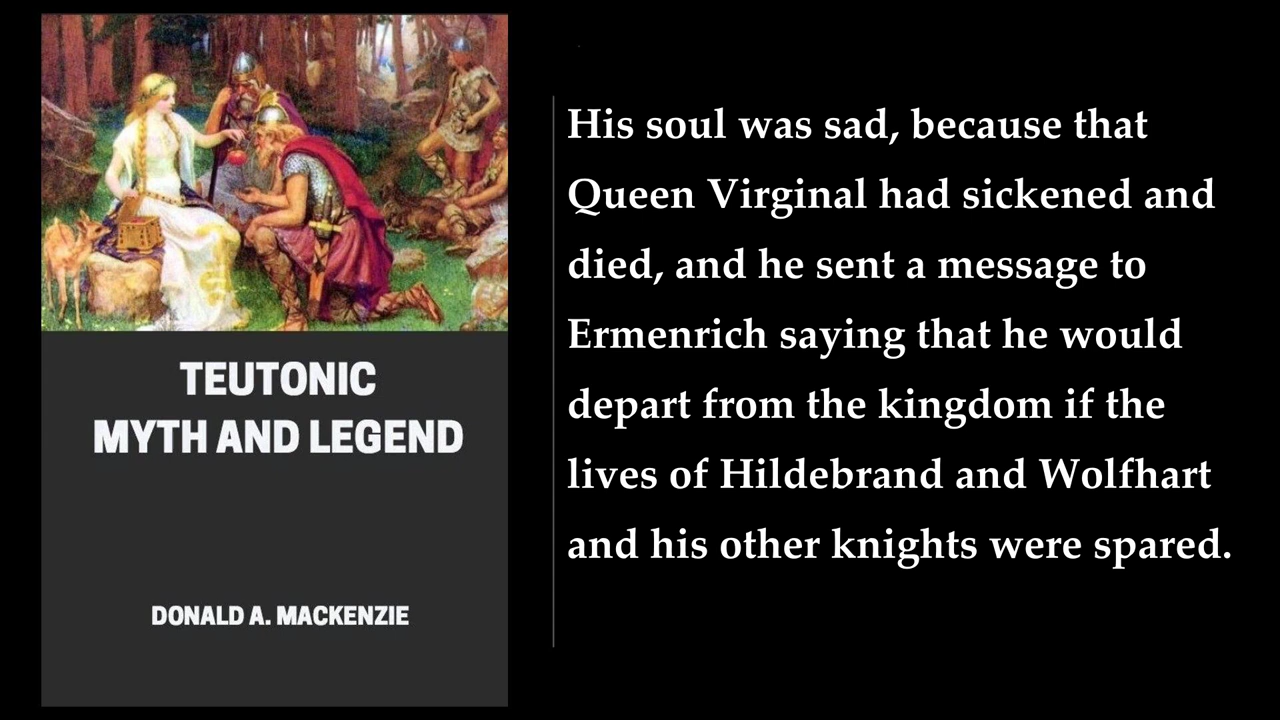 TEUTONIC
MYTH AND LEGEND
DONALD A. MACKENZIE
His soul was sad, because that
Queen Virginal had sickened and
died, and he sent a message to
Ermenrich saying that he would
depart from the kingdom if the
lives of Hildebrand and Wolfhart
and his other knights were spared.